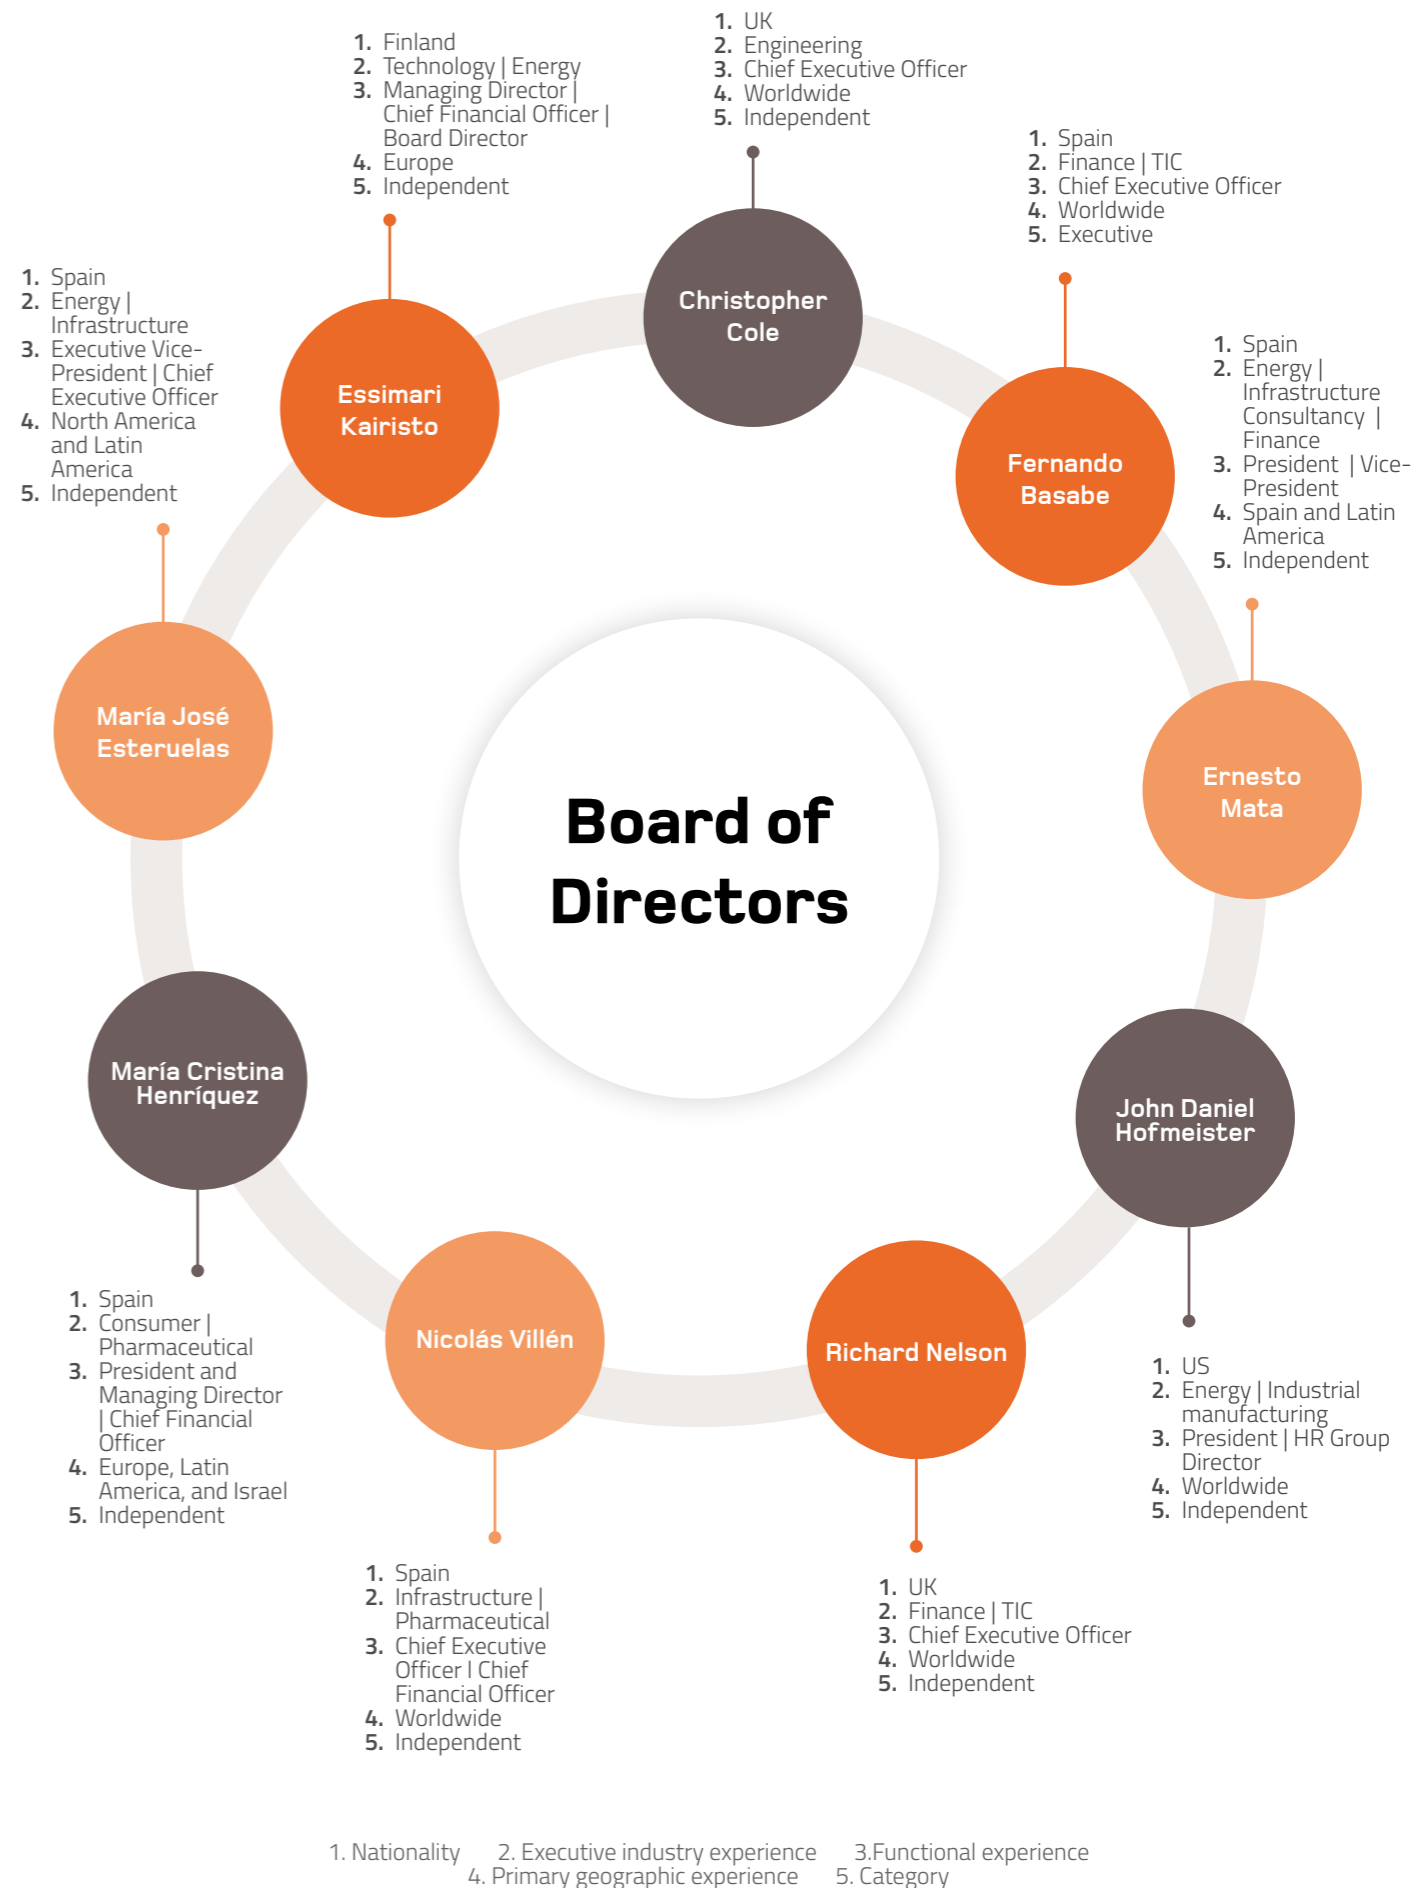 1. UK
2. Engineering
3. Chief Executive Officer
4. Worldwide
5. Independent
Christopher
Cole
1. Finland
2. Technology | Energy
3. Managing Director |
Chief Financial Officer |
Board Director
4. Europe
5. Independent
Essimari
Kairisto
1. Spain
2. Finance | TIC
3. Chief Executive Officer
4. Worldwide
5. Executive
Fernando
Basabe
1. Spain
2. Energy |
Infrastructure
3. Executive Vice-
President | Chief
Executive Officer
4. North America
and Latin
America
5. Independent
María José
Esteruelas
1. Spain
2. Energy |
Infrastructure
Consultancy |
Finance
3. President | Vice-
President
4. Spain and Latin
America
5. Independent
Ernesto
Mata
Board of
Directors
María Cristina
Henríquez
1. Spain
2. Consumer |
Pharmaceutical
3. President and
Managing Director
| Chief Financial
Officer
4. Europe, Latin
America, and Israel
5. Independent
John Daniel
Hofmeister
1. US
2. Energy | Industrial
manufacturing
3. President | HR Group
Director
4. Worldwide
5. Independent
Nicolás Villén
1. Spain
2. Infrastructure |
Pharmaceutical
3. Chief Executive
Officer l Chief
Financial Officer
4. Worldwide
5. Independent
Richard Nelson
1. UK
2. Finance | TIC
3. Chief Executive Officer
4. Worldwide
5. Independent
1. Nationality 2. Executive industry experience 3.Functional experience
4. Primary geographic experience 5. Category